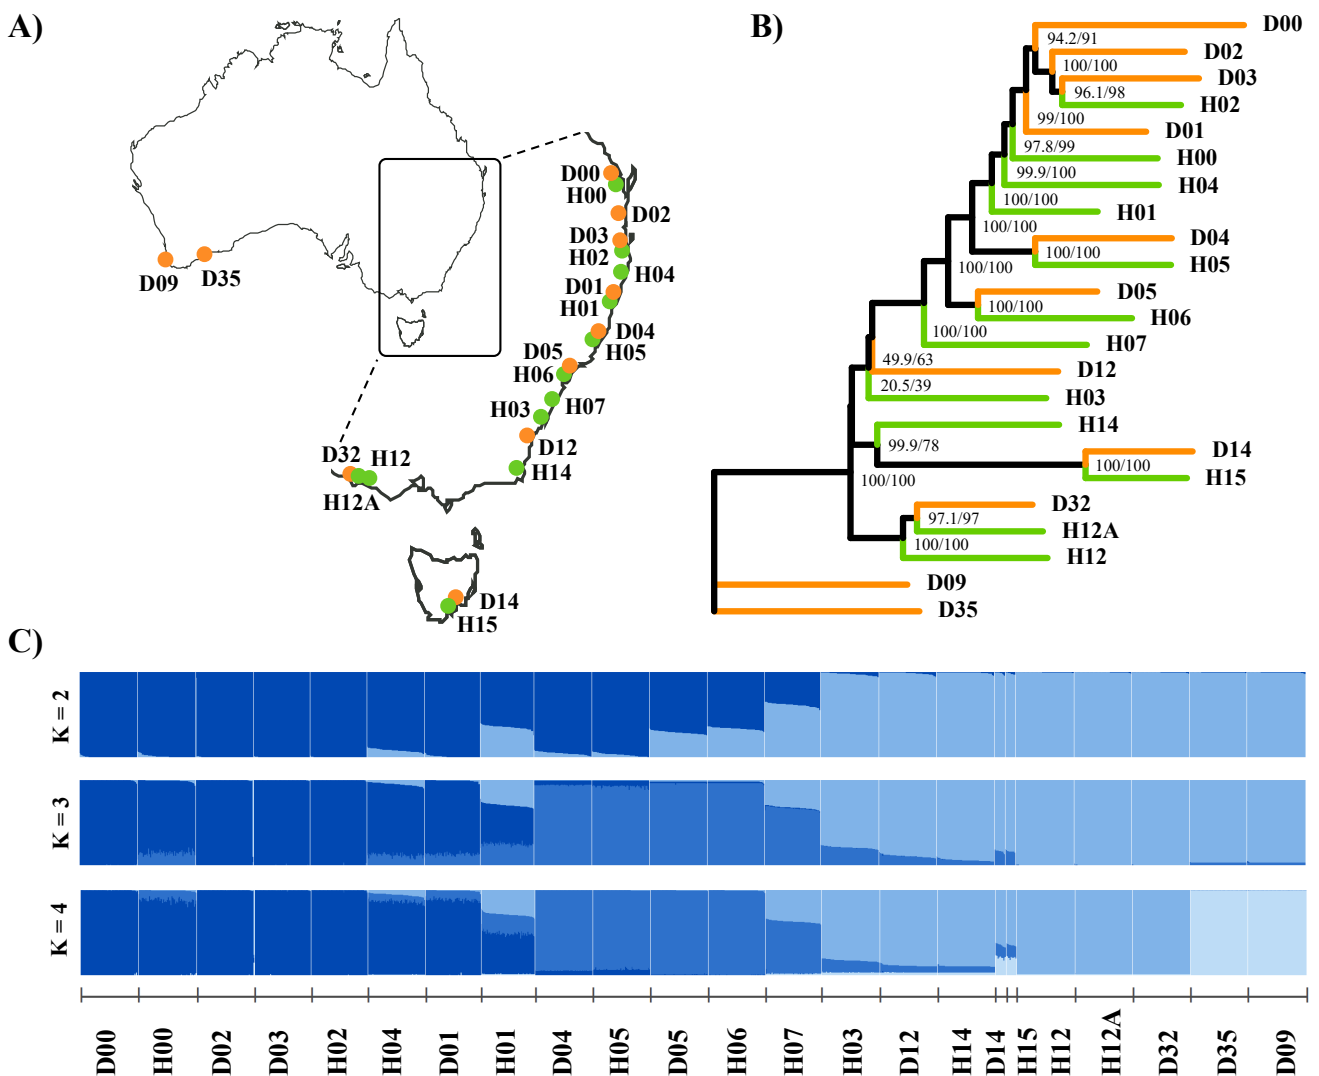 A)
D09
D35
D00
H00
D02
D03
H02
H04
D01
H01
D04
H05
D05
H06
H07
H03
D12
H14
D32
H12
H12A
D14
H15
B)
D00
94.2/91
D02
100/100
D03
96.1/98
H02
99/100
D01
97.8/99
H00
99.9/100
H04
100/100
H01
100/100
D04
100/100
H05
100/100
D05
100/100
H06
100/100
H07
49.9/63
D12
20.5/39
H03
H14
99.9/78
D14
100/100
H15
100/100
D32
97.1/97
H12A
100/100
H12
D09
D35
C)
K = 2
K = 3
K = 4
D00
H00
D02
D03
H02
H04
D01
H01
D04
H05
D05
H06
H07
H03
D12
H14
D14
H15
H12
H12A
D32
D35
D09